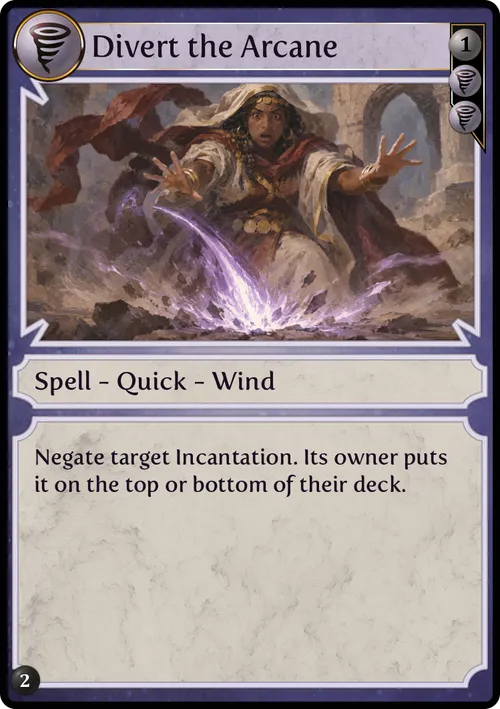 Divert the Arcane
1
Spell - Quick - Wind
Negate target Incantation. Its owner puts
it on the top or bottom of their deck.
2